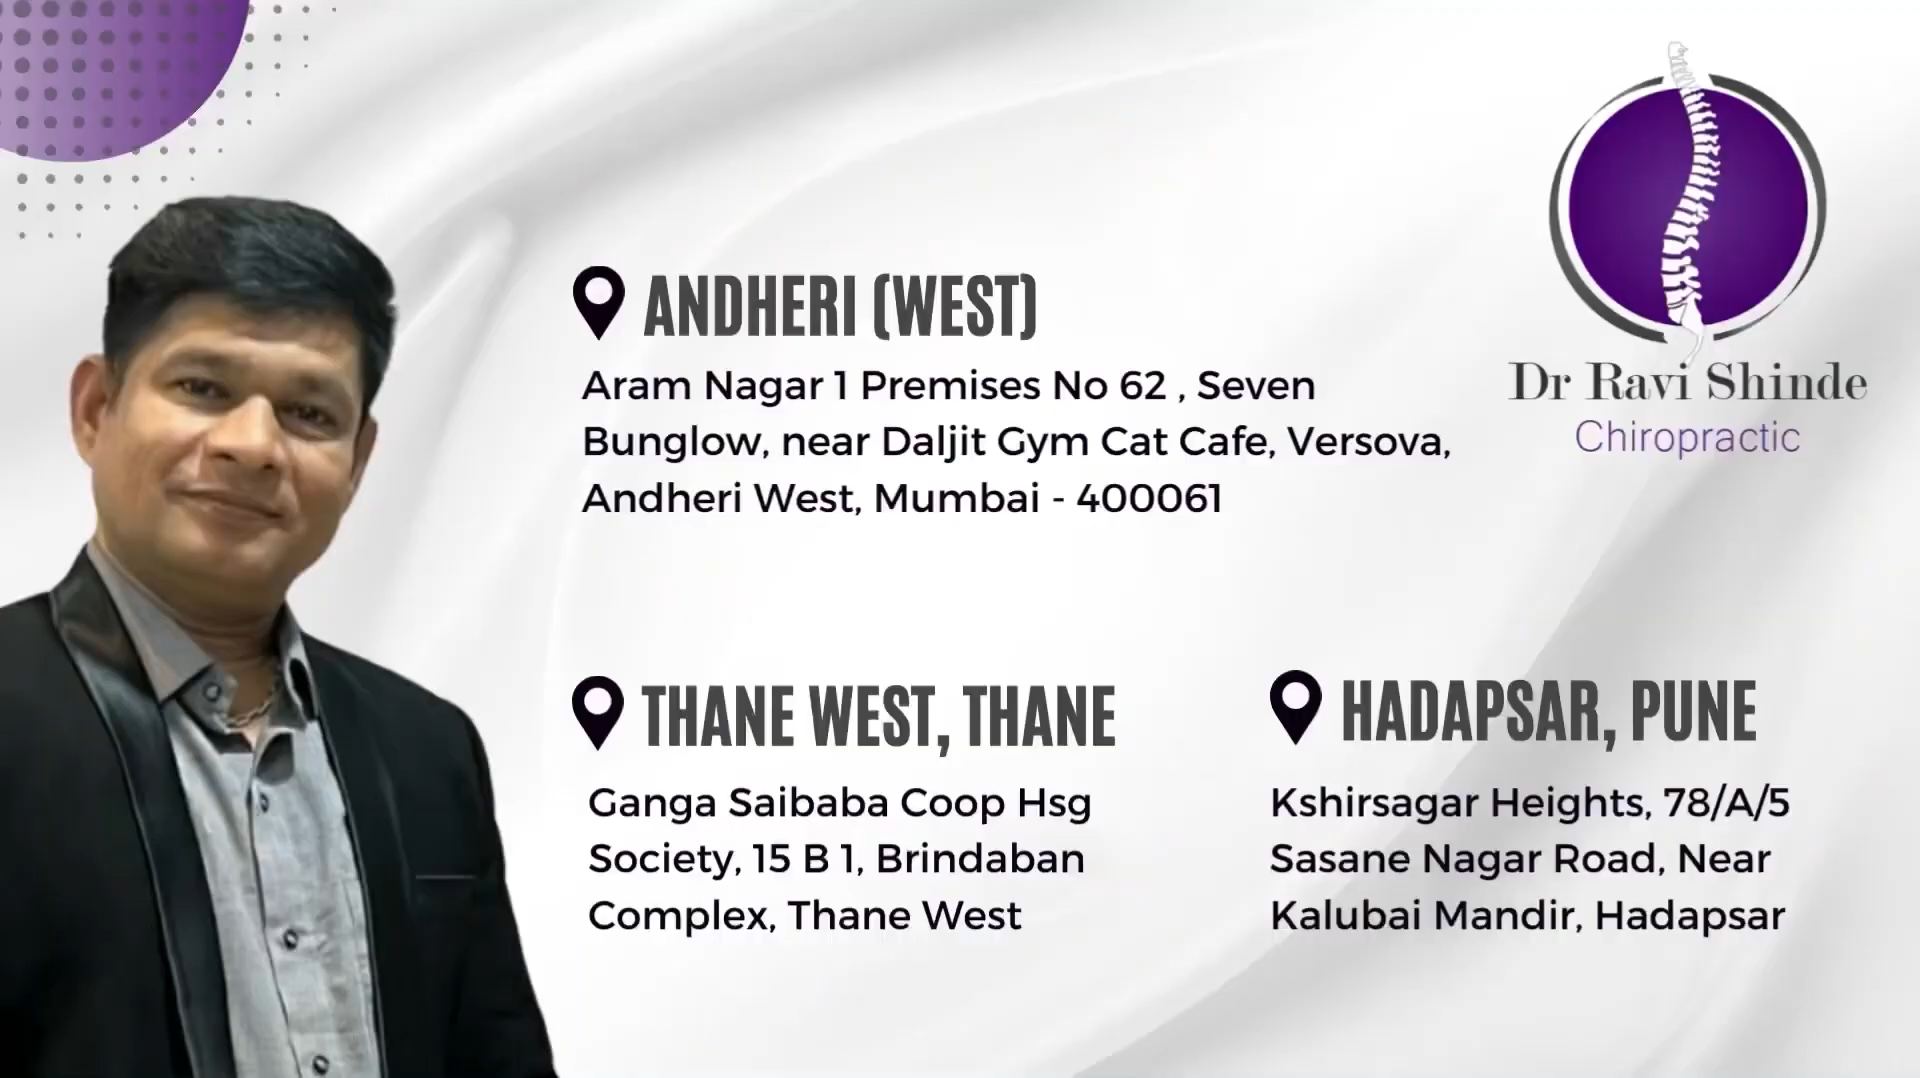 Dr Ravi Shinde
Chiropractic
ANDHERI (WEST)
Aram Nagar 1 Premises No 62 , Seven
Bunglow, near Daljit Gym Cat Cafe, Versova,
Andheri West, Mumbai - 400061
THANE WEST, THANE
Ganga Saibaba Coop Hsg
Society, 15 B 1, Brindaban
Complex, Thane West
HADAPSAR, PUNE
Kshirsagar Heights, 78/A/5
Sasane Nagar Road, Near
Kalubai Mandir, Hadapsar